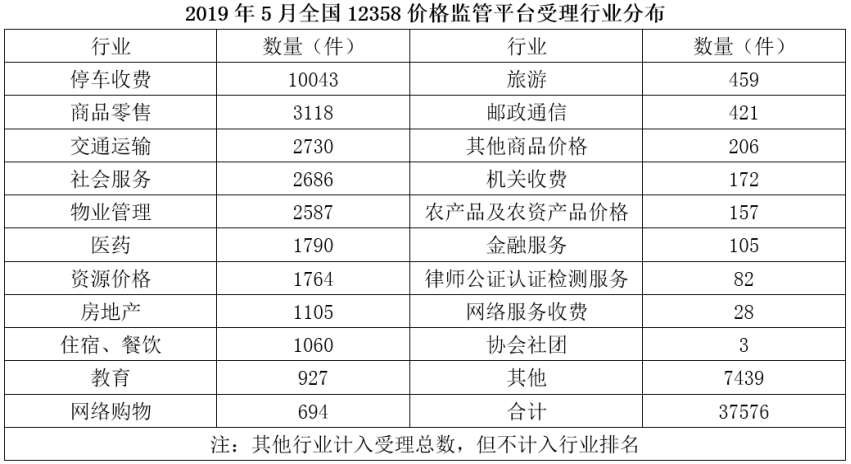 2019 年 5 月全国 12358 价格监管平台受理行业分布
行业 数量（件） 行业 数量（件）
停车收费 10043 旅游 459
商品零售 3118 邮政通信 421
交通运输 2730 其他商品价格 206
社会服务 2686 机关收费 172
物业管理 2587 农产品及农资产品价格 157
医药 1790 金融服务 105
资源价格 1764 律师公证认证检测服务 82
房地产 1105 网络服务收费 28
住宿、餐饮 1060 协会社团 3
教育 927 其他 7439
网络购物 694 合计 37576
注：其他行业计入受理总数，但不计入行业排名